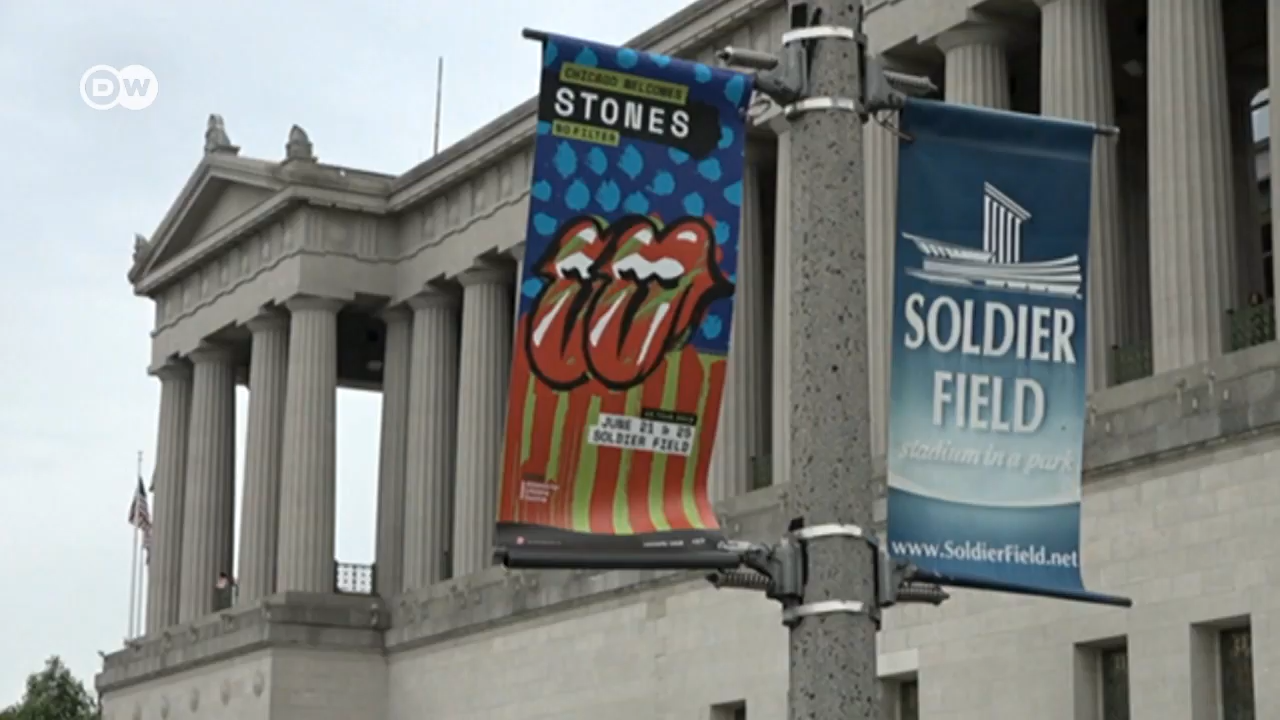 DW
CHICAGO WELCOMES
STONES
NO FILTER
JUNE 21 & 25
SOLDIER FIELD
SOLDIER
FIELD
stadium in a park
www.SoldierField.net